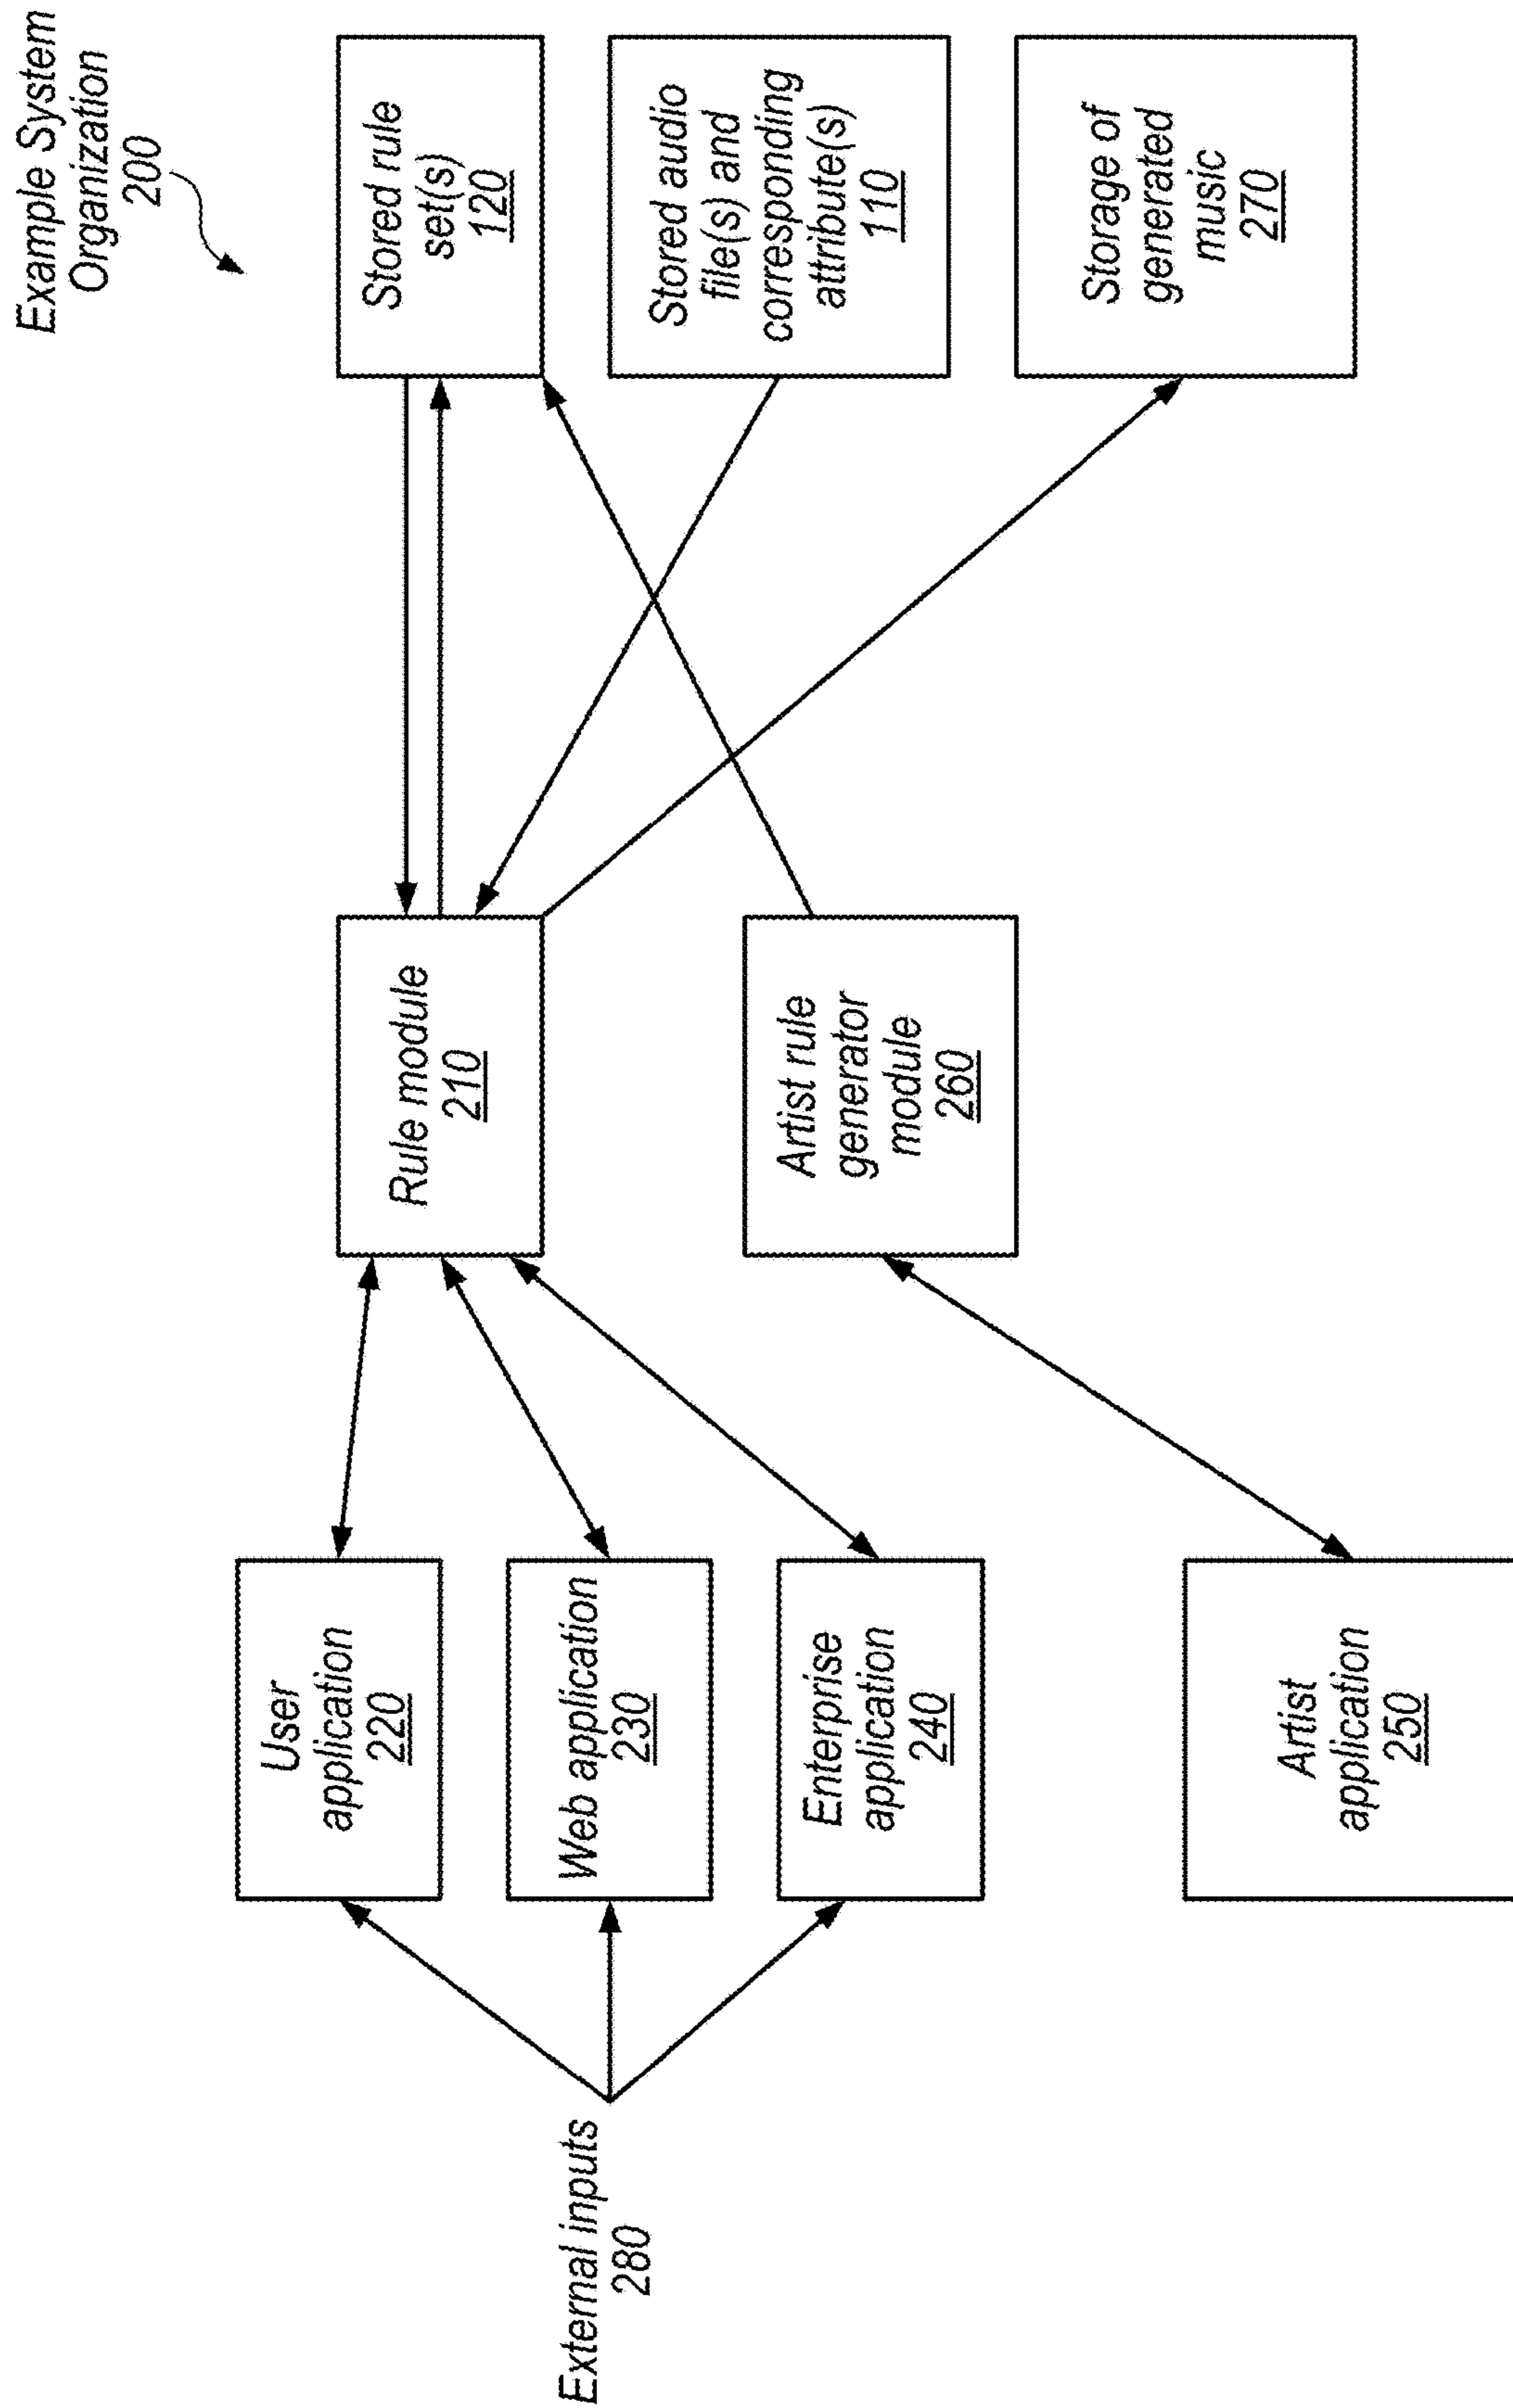 Example System
Organization
200
External inputs
280
User
application
220
Web application
230
Enterprise
application
240
Artist
application
250
Rule module
210
Artist rule
generator
module
260
Stored rule
set(s)
120
Stored audio
file(s) and
corresponding
attribute(s)
110
Storage of
generated
music
270